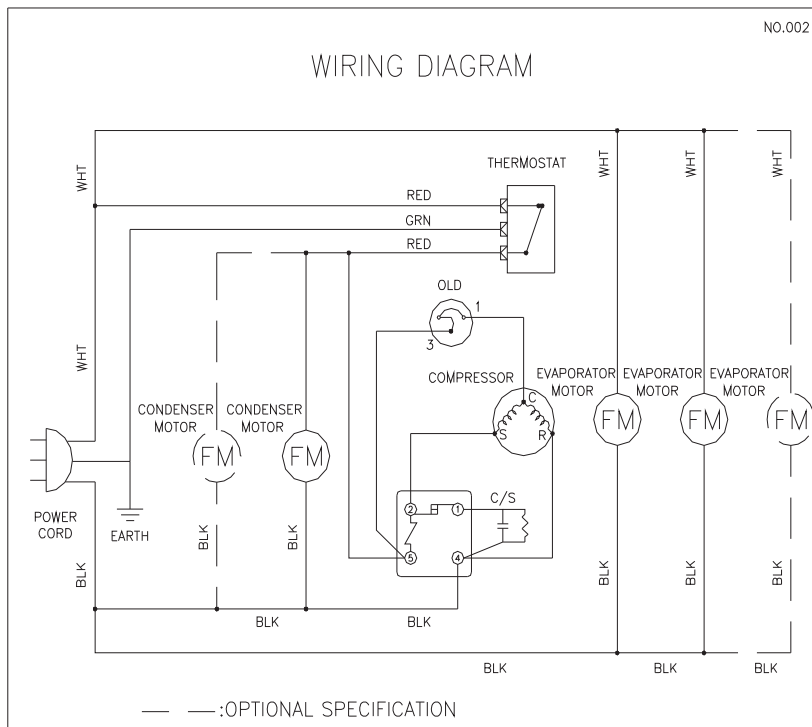 NO.002
WIRING DIAGRAM
WHT
WHT
WHT
WHT
THERMOSTAT
RED
GRN
RED
OLD
1
3
WHT
COMPRESSOR
C
S
R
EVAPORATOR
MOTOR
EVAPORATOR
MOTOR
EVAPORATOR
MOTOR
FM
FM
FM
CONDENSER
MOTOR
CONDENSER
MOTOR
FM
FM
C/S
2
1
5
4
POWER
CORD
EARTH
BLK
BLK
BLK
BLK
BLK
BLK
BLK
BLK
BLK
BLK
BLK
— —:OPTIONAL SPECIFICATION